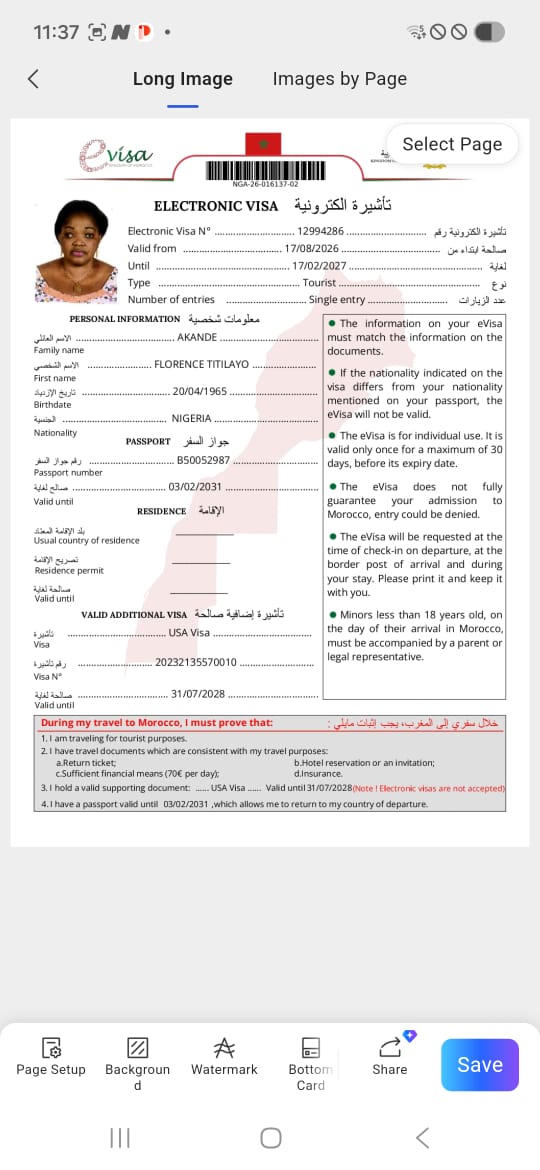 11:37
Long Image Images by Page
Select Page
evisa
KINGDOM OF MOROCCO
NGA-26-016137-02
ELECTRONIC VISA تأشيرة الكترونية
Electronic Visa N° .............................. 12994286 .............................. تأشيرة الكترونية رقم
Valid from .............................. 17/08/2026 .............................. صالحة ابتداء من
Until .............................. 17/02/2027 .............................. لغاية
Type .............................. Tourist .............................. نوع
Number of entries .............................. Single entry .............................. عدد الزيارات
PERSONAL INFORMATION معلومات شخصية
الاسم العائلي .............................. AKANDE ..............................
Family name
الاسم الشخصي .............................. FLORENCE TITILAYO ..............................
First name
تاريخ الإزدياد .............................. 20/04/1965 ..............................
Birthdate
الجنسية .............................. NIGERIA ..............................
Nationality
PASSPORT جواز السفر
رقم جواز السفر .............................. B50052987 ..............................
Passport number
صالح لغاية .............................. 03/02/2031 ..............................
Valid until
RESIDENCE الإقامة
بلد الإقامة المعتاد
Usual country of residence
تصريح الإقامة
Residence permit
صالحة لغاية
Valid until
VALID ADDITIONAL VISA تأشيرة إضافية صالحة
تأشيرة .............................. USA Visa ..............................
Visa
رقم تأشيرة .............................. 20232135570010 ..............................
Visa N°
صالحة لغاية .............................. 31/07/2028 ..............................
Valid until
● The information on your eVisa
must match the information on the
documents.
● If the nationality indicated on the
visa differs from your nationality
mentioned on your passport, the
eVisa will not be valid.
● The eVisa is for individual use. It is
valid only once for a maximum of 30
days, before its expiry date.
● The eVisa does not fully
guarantee your admission to
Morocco, entry could be denied.
● The eVisa will be requested at the
time of check-in on departure, at the
border post of arrival and during
your stay. Please print it and keep it
with you.
● Minors less than 18 years old, on
the day of their arrival in Morocco,
must be accompanied by a parent or
legal representative.
During my travel to Morocco, I must prove that: خلال سفري إلى المغرب، يجب إثبات مايلي :
1. I am traveling for tourist purposes.
2. I have travel documents which are consistent with my travel purposes:
a.Return ticket; b.Hotel reservation or an invitation;
c.Sufficient financial means (70€ per day); d.Insurance.
3. I hold a valid supporting document: ...... USA Visa ...... Valid until 31/07/2028 (Note ! Electronic visas are not accepted)
4. I have a passport valid until 03/02/2031 ,which allows me to return to my country of departure.
Page Setup
Backgroun
d
Watermark
Bottom
Card
Share
Save